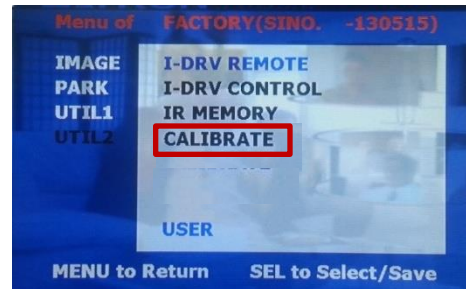 Menu of FACTORY(SINO. -130515)
IMAGE I-DRV REMOTE
PARK I-DRV CONTROL
UTIL1 IR MEMORY
UTIL2 CALIBRATE
USER
MENU to Return SEL to Select/Save